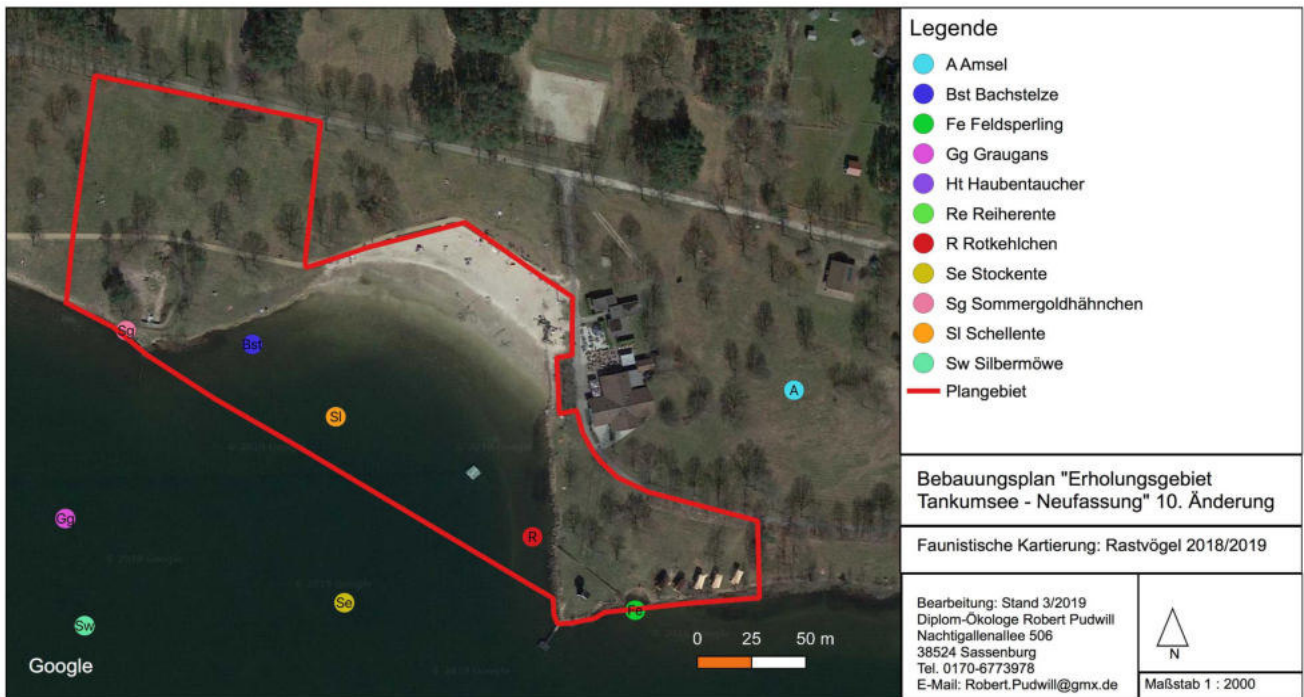 Legende
A Amsel
Bst Bachstelze
Fe Feldsperling
Gg Graugans
Ht Haubentaucher
Re Reiherente
R Rotkehlchen
Se Stockente
Sg Sommergoldhähnchen
Sl Schellente
Sw Silbermöwe
Plangebiet
Sg
Bst
Sl
A
Gg
R
Se
Fe
Sw
Google
0 25 50 m
Bebauungsplan "Erholungsgebiet
Tankumsee - Neufassung" 10. Änderung
Faunistische Kartierung: Rastvögel 2018/2019
Bearbeitung: Stand 3/2019
Diplom-Ökologe Robert Pudwill
Nachtigallenallee 506
38524 Sassenburg
Tel. 0170-6773978
E-Mail: Robert.Pudwill@gmx.de
N
Maßstab 1 : 2000